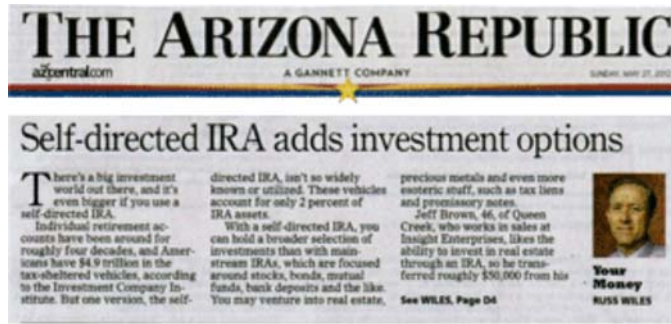 THE ARIZONA REPUBLIC
azcentral.com
A GANNETT COMPANY
SUNDAY, MAY 27,
Self-directed IRA adds investment options
There's a big investment
world out there, and it's
even bigger if you use a
self-directed IRA.
Individual retirement ac-
counts have been around for
roughly four decades, and Amer-
icans have $4.9 trillion in the
tax-sheltered vehicles, according
to the Investment Company In-
stitute. But one version, the self-
directed IRA, isn't so widely
known or utilized. These vehicles
account for only 2 percent of
IRA assets.
With a self-directed IRA, you
can hold a broader selection of
investments than with main-
stream IRAs, which are focused
around stocks, bonds, mutual
funds, bank deposits and the like.
You may venture into real estate,
precious metals and even more
esoteric stuff, such as tax liens
and promissory notes.
Jeff Brown, 46, of Queen
Creek, who works in sales at
Insight Enterprises, likes the
ability to invest in real estate
through an IRA, so he trans-
ferred roughly $50,000 from his
See WILES, Page D4
Your
Money
RUSS WILES